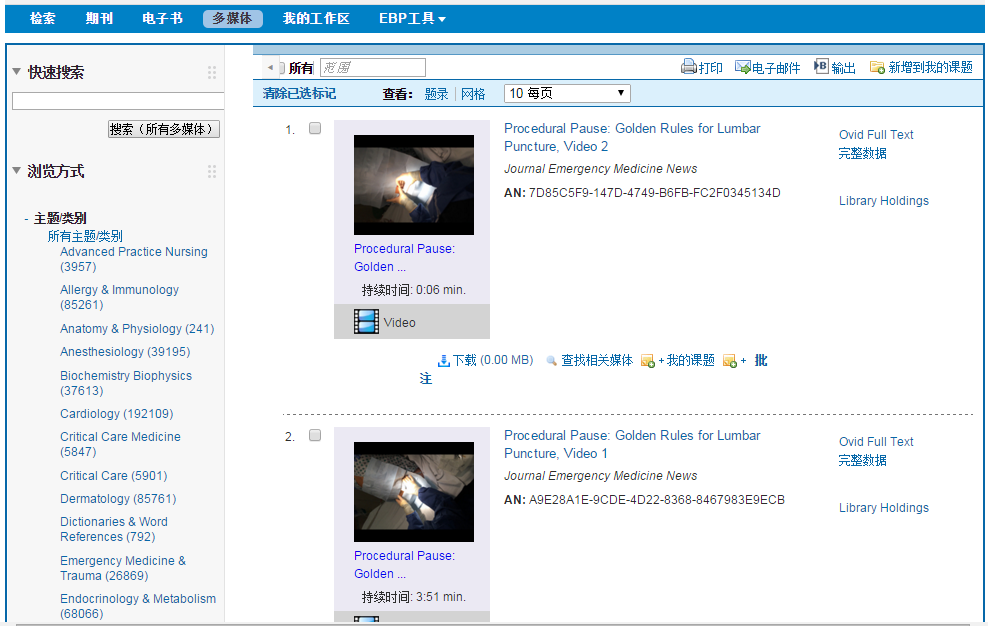 检索 期刊 电子书 多媒体 我的工作区 EBP工具
快速搜索
搜索（所有多媒体）
浏览方式
- 主题/类别
所有主题/类别
Advanced Practice Nursing
(3957)
Allergy & Immunology
(85261)
Anatomy & Physiology (241)
Anesthesiology (39195)
Biochemistry Biophysics
(37613)
Cardiology (192109)
Critical Care Medicine
(5847)
Critical Care (5901)
Dermatology (85761)
Dictionaries & Word
References (792)
Emergency Medicine &
Trauma (26869)
Endocrinology & Metabolism
(68066)
所有 范围 打印 电子邮件 输出 新增到我的课题
清除已选标记 查看： 题录 网格 10 每页
1.
Procedural Pause:
Golden ...
持续时间: 0:06 min.
Video
Procedural Pause: Golden Rules for Lumbar
Puncture, Video 2
Journal Emergency Medicine News
AN: 7D85C5F9-147D-4749-B6FB-FC2F0345134D
Ovid Full Text
完整数据
Library Holdings
下载 (0.00 MB) 查找相关媒体 + 我的课题 + 批
注
2.
Procedural Pause:
Golden ...
持续时间: 3:51 min.
Procedural Pause: Golden Rules for Lumbar
Puncture, Video 1
Journal Emergency Medicine News
AN: A9E28A1E-9CDE-4D22-8368-8467983E9ECB
Ovid Full Text
完整数据
Library Holdings